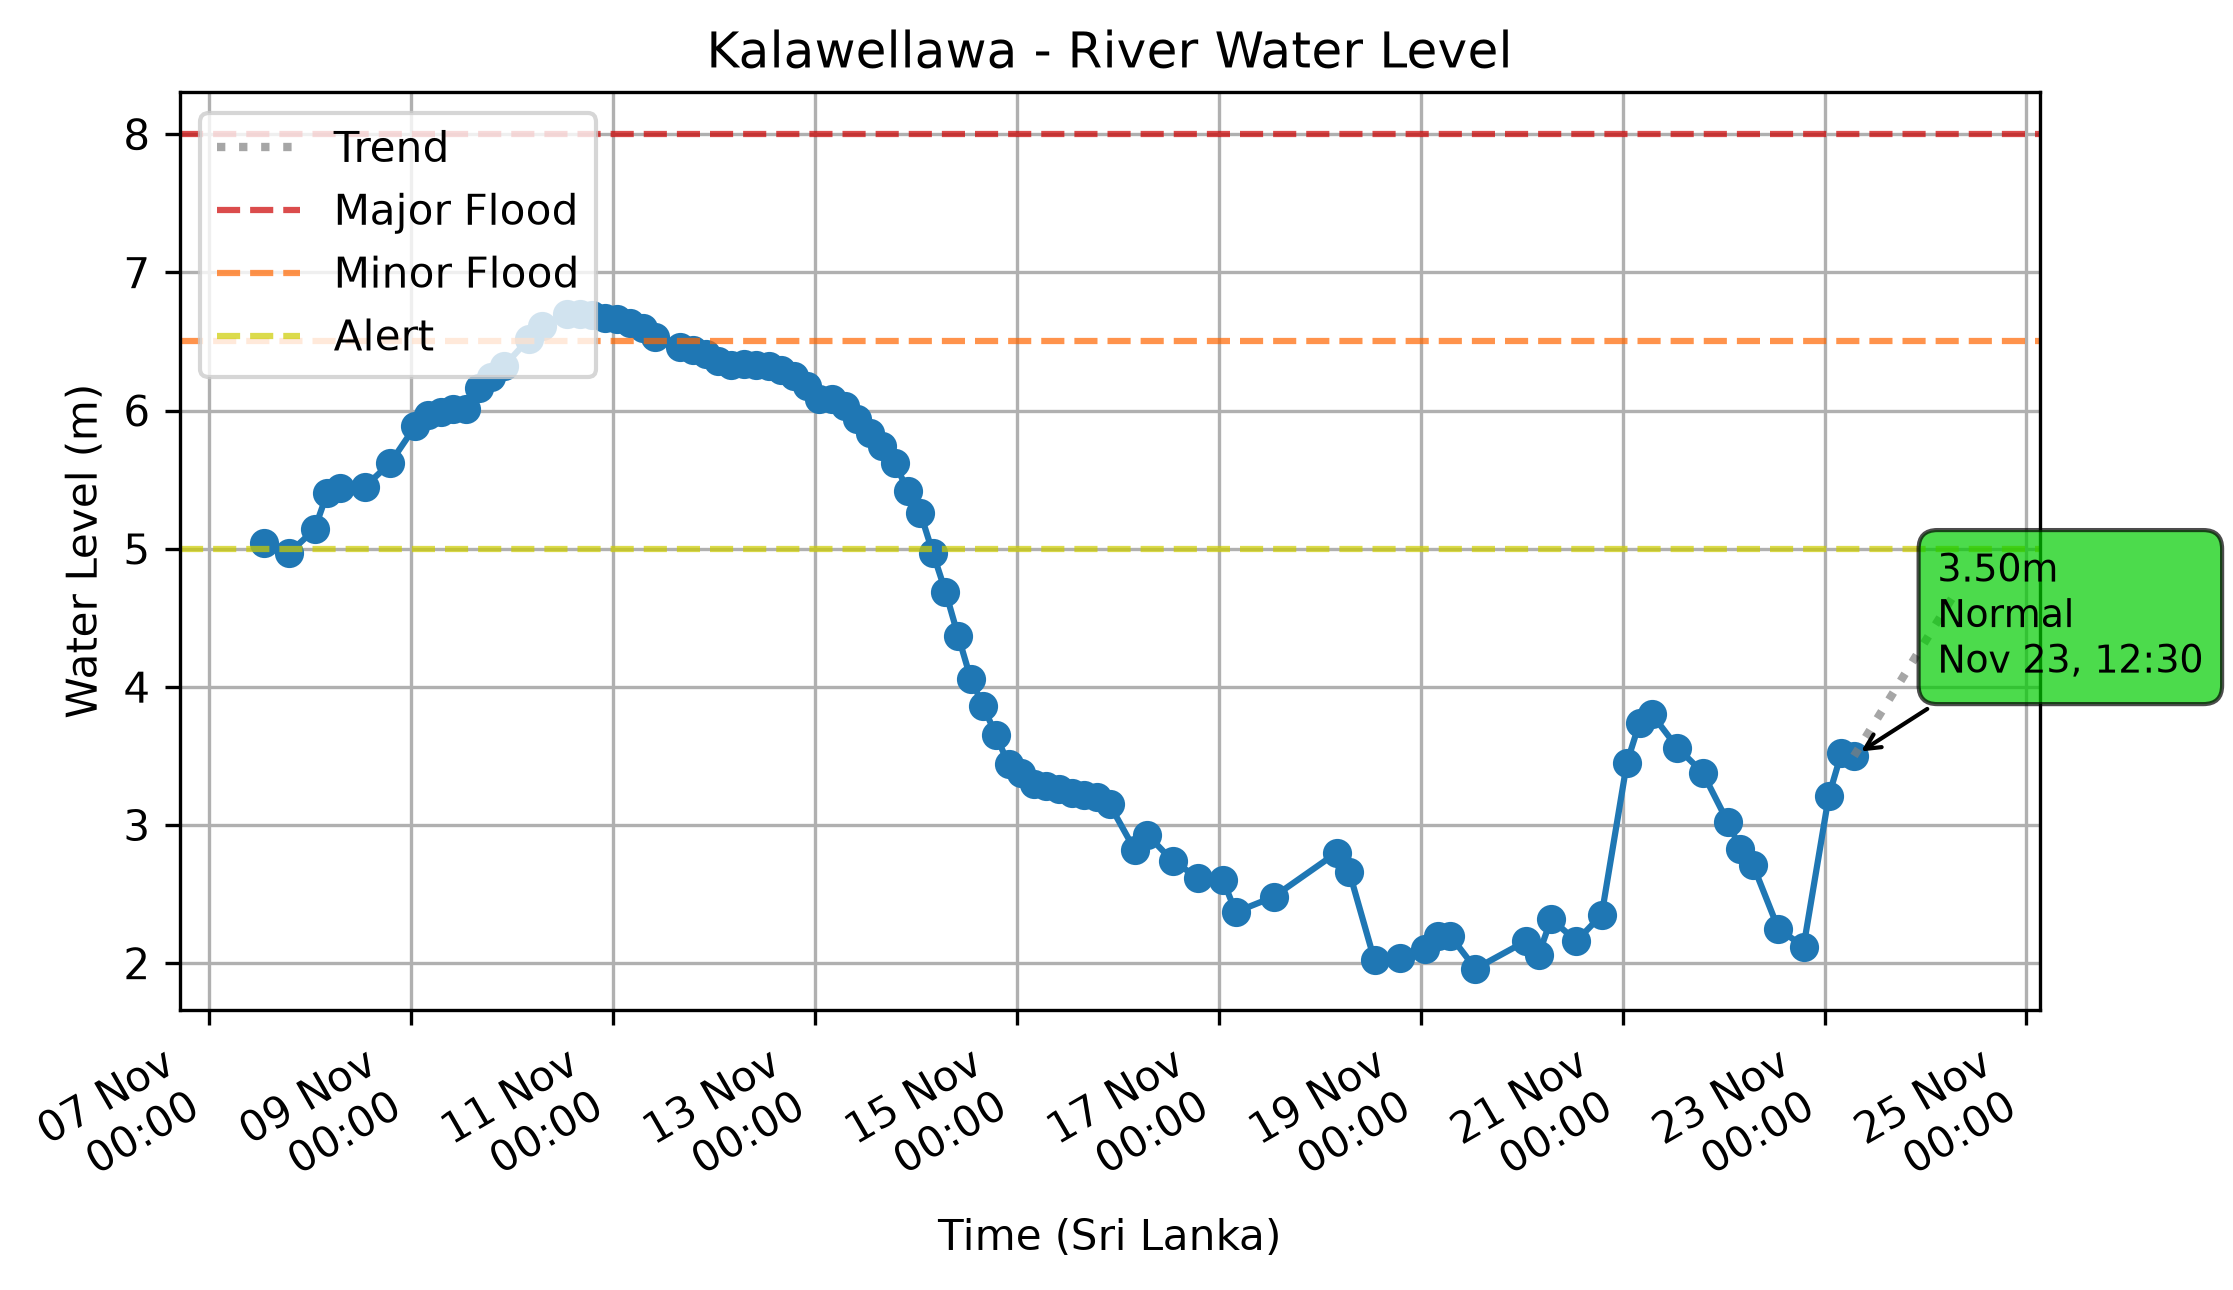 Kalawellawa - River Water Level
8
7
6
5
4
3
2
Water Level (m)
Trend
Major Flood
Minor Flood
Alert
3.50m
Normal
Nov 23, 12:30
07 Nov
00:00
09 Nov
00:00
11 Nov
00:00
13 Nov
00:00
15 Nov
00:00
17 Nov
00:00
19 Nov
00:00
21 Nov
00:00
23 Nov
00:00
25 Nov
00:00
Time (Sri Lanka)